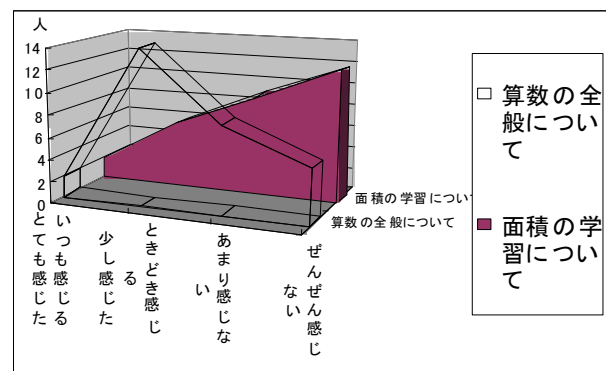 人
14
12
10
8
6
4
2
0
とても感じた
いつも感じる
少し感じた
ときどき感じ
る
あまり感じな
い
ぜんぜん感じ
ない
面積の学習について
算数の全般について
算数の全
般につい
て
面積の学
習につい
て